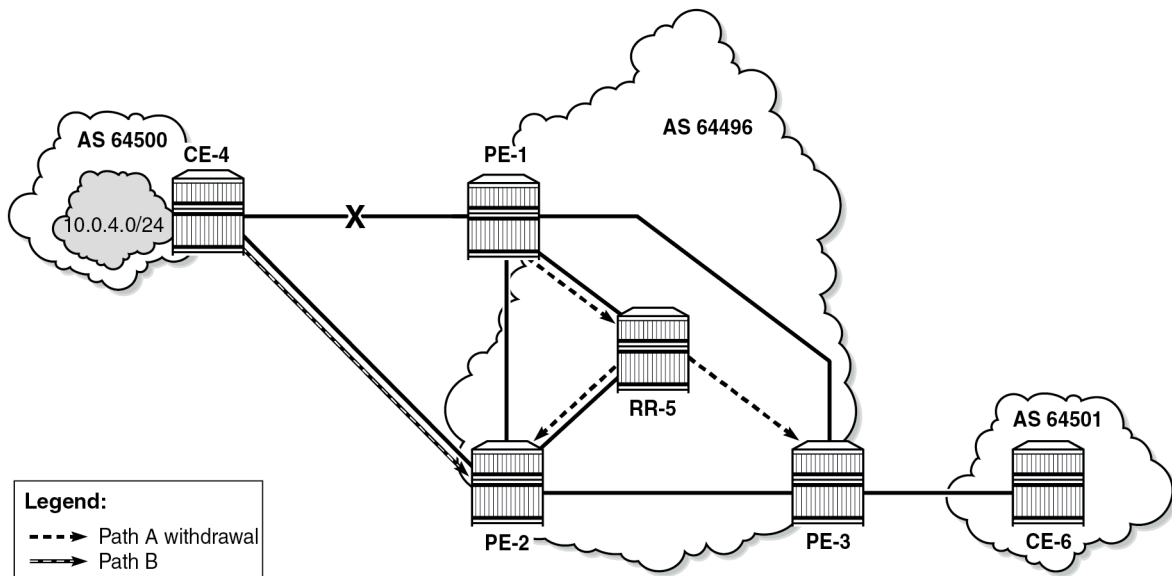 AS 64500
CE-4
10.0.4.0/24
PE-1
AS 64496
X
RR-5
AS 64501
PE-2
PE-3
CE-6
Legend:
Path A withdrawal
Path B